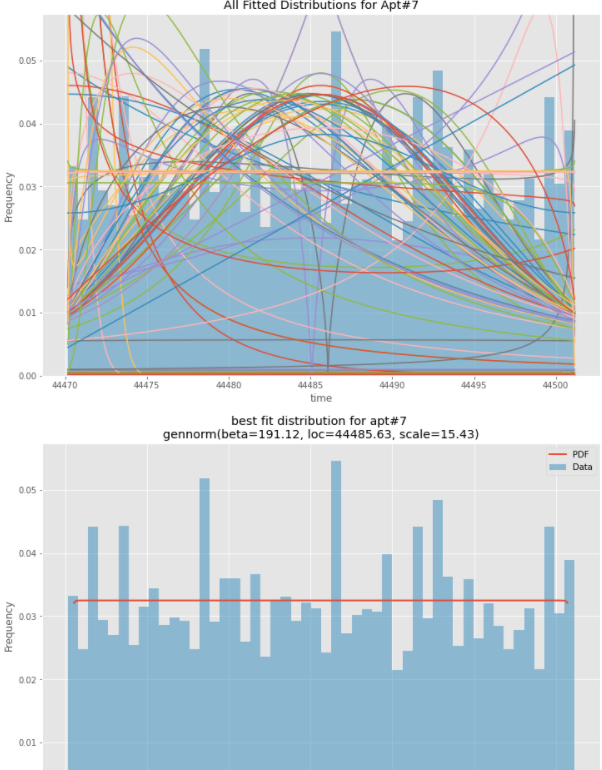 All Fitted Distributions for Apt#7
0.05
0.04
0.03
0.02
0.01
0.00
Frequency
44470
44475
44480
44485
44490
44495
44500
time
best fit distribution for apt#7
gennorm(beta=191.12, loc=44485.63, scale=15.43)
PDF
Data
0.05
0.04
0.03
0.02
0.01
Frequency